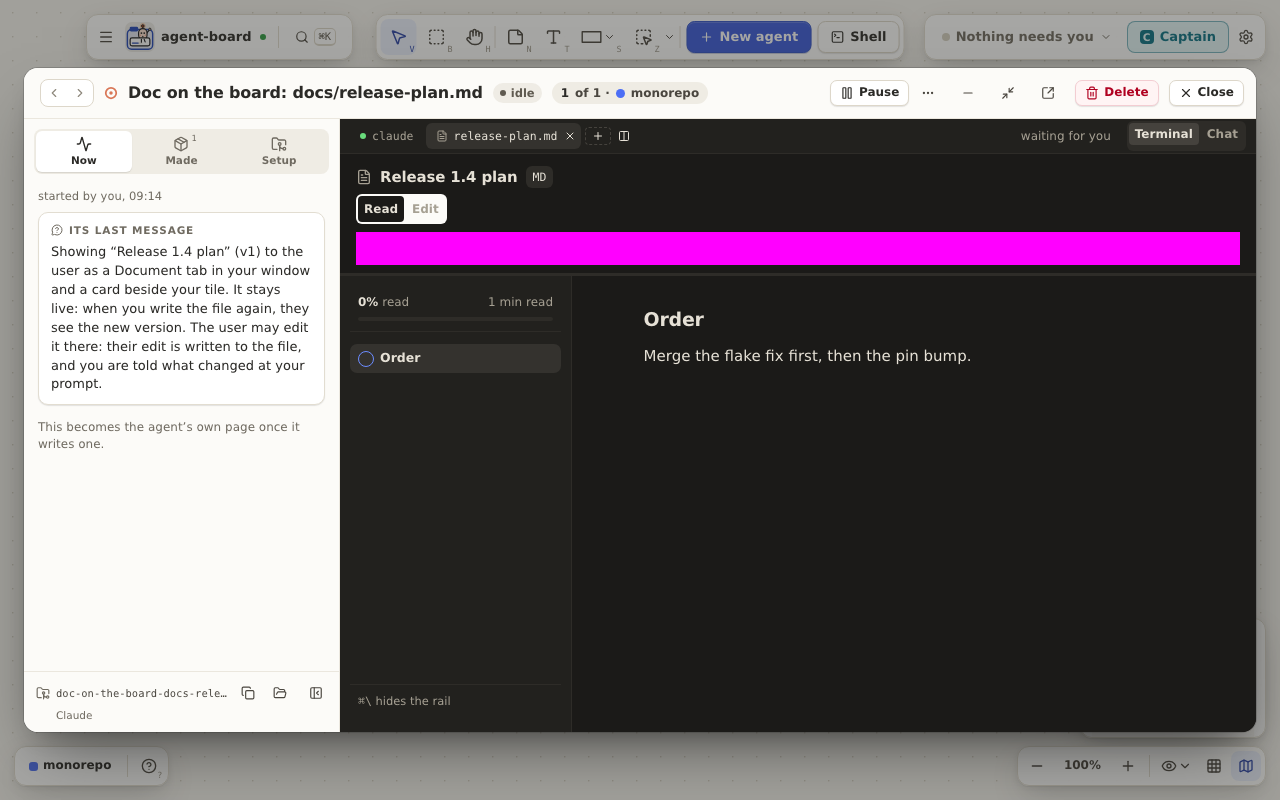 agent-board
⌘K
V
B
H
N
T
S
Z
New agent
Shell
Nothing needs you
C
Captain
Doc on the board: docs/release-plan.md
idle
1 of 1 · monorepo
Pause
Delete
Close
Now
Made
1
Setup
started by you, 09:14
ITS LAST MESSAGE
Showing “Release 1.4 plan” (v1) to the
user as a Document tab in your window
and a card beside your tile. It stays
live: when you write the file again, they
see the new version. The user may edit
it there: their edit is written to the file,
and you are told what changed at your
prompt.
This becomes the agent’s own page once it
writes one.
doc-on-the-board-docs-rele…
Claude
claude
release-plan.md
waiting for you
Terminal
Chat
Release 1.4 plan
MD
Read
Edit
0% read
1 min read
Order
⌘\ hides the rail
Order
Merge the flake fix first, then the pin bump.
monorepo
?
100%